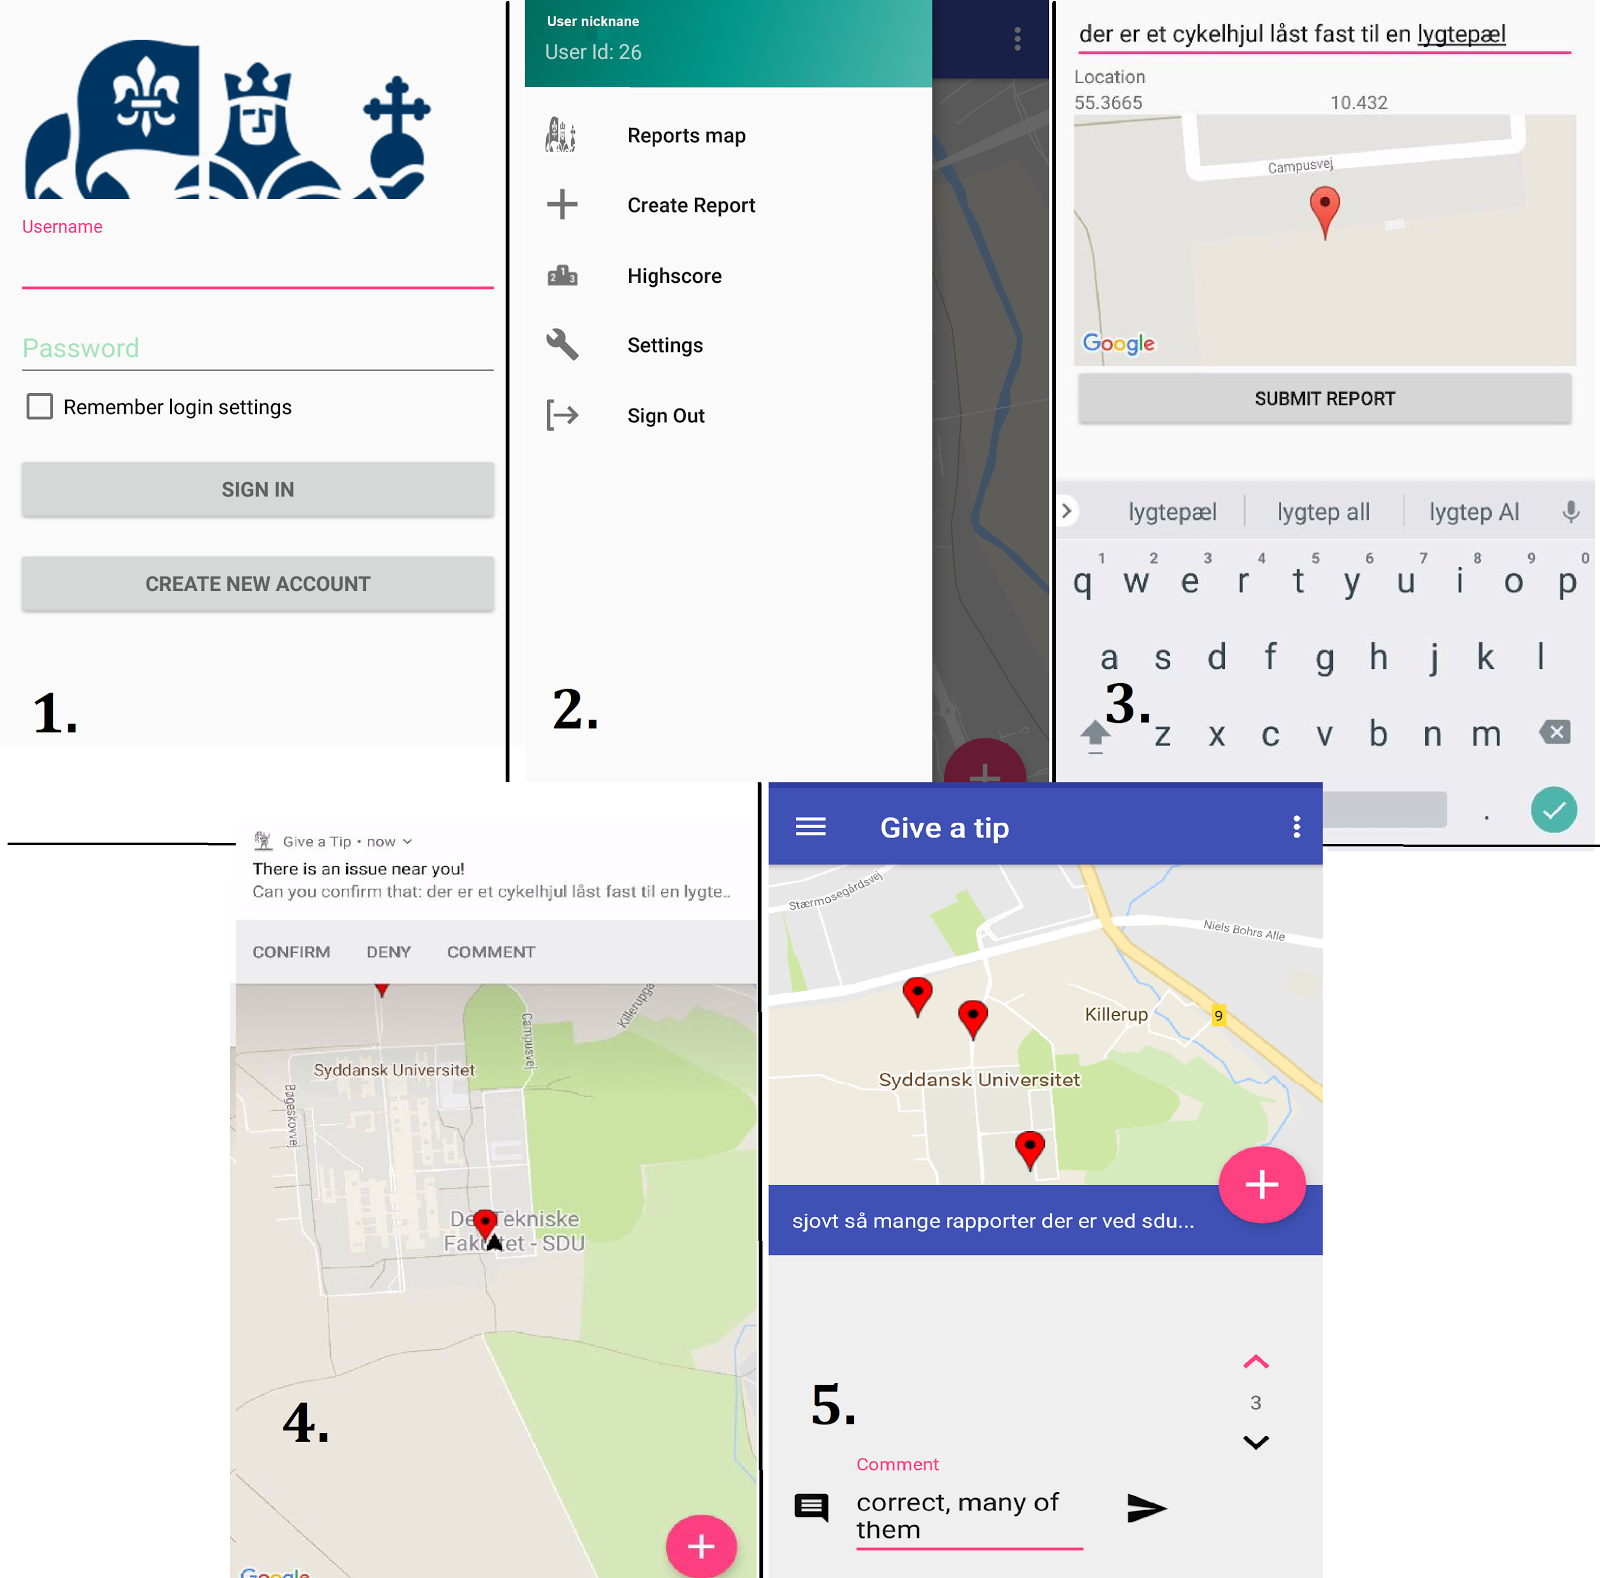 Username
Password
Remember login settings
SIGN IN
CREATE NEW ACCOUNT
1.
User nicknane
User Id: 26
Reports map
Create Report
2 1 3
Highscore
Settings
Sign Out
2.
der er et cykelhjul låst fast til en lygtepæl
Location
55.3665 10.432
Campusvej
Google
SUBMIT REPORT
lygtepæl lygtep all lygtep Al
1 2 3 4 5 6 7 8 9 0
q w e r t y u i o p
a s d f g h j k l
3.
z x c v b n m
.
Give a Tip • now
There is an issue near you!
Can you confirm that: der er et cykelhjul låst fast til en lygte..
CONFIRM DENY COMMENT
Killerupga
Campusvej
Syddansk Universitet
Bøgeskovvej
De Tekniske
Fakultet - SDU
4.
Google
Give a tip
Stærmosegårdsvej
Niels Bohrs Alle
Killerup
9
Syddansk Universitet
sjovt så mange rapporter der er ved sdu...
3
5.
Comment
correct, many of
them